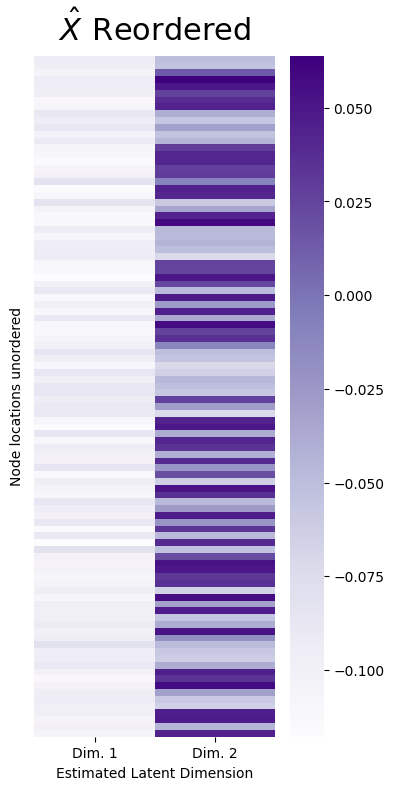 X̂ Reordered
0.050
0.025
0.000
−0.025
−0.050
−0.075
−0.100
Node locations unordered
Dim. 1 Dim. 2
Estimated Latent Dimension